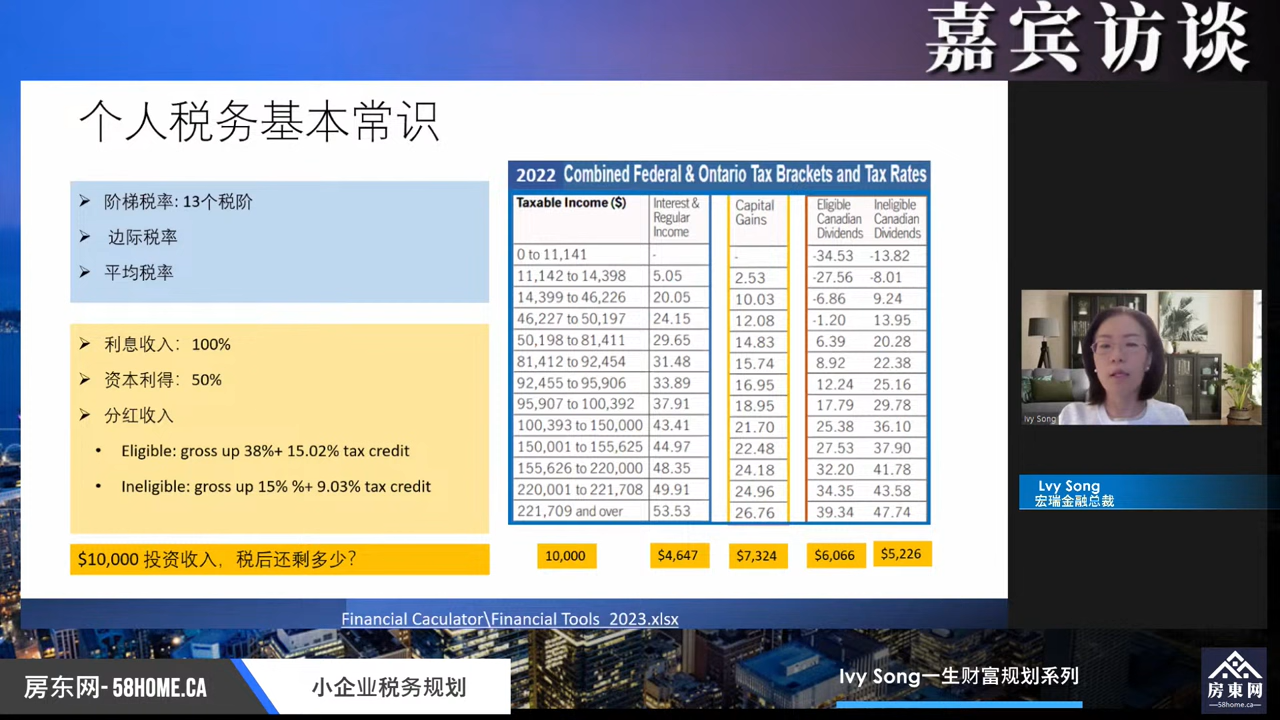 嘉宾访谈
个人税务基本常识
阶梯税率: 13个税阶
边际税率
平均税率
利息收入：100%
资本利得：50%
分红收入
Eligible: gross up 38%+ 15.02% tax credit
Ineligible: gross up 15% %+ 9.03% tax credit
$10,000 投资收入，税后还剩多少？
2022 Combined Federal & Ontario Tax Brackets and Tax Rates
Taxable Income ($) Interest & Regular Income Capital Gains Eligible Canadian Dividends Ineligible Canadian Dividends
0 to 11,141 - - -34.53 -13.82
11,142 to 14,398 5.05 2.53 -27.56 -8.01
14,399 to 46,226 20.05 10.03 -6.86 9.24
46,227 to 50,197 24.15 12.08 -1.20 13.95
50,198 to 81,411 29.65 14.83 6.39 20.28
81,412 to 92,454 31.48 15.74 8.92 22.38
92,455 to 95,906 33.89 16.95 12.24 25.16
95,907 to 100,392 37.91 18.95 17.79 29.78
100,393 to 150,000 43.41 21.70 25.38 36.10
150,001 to 155,625 44.97 22.48 27.53 37.90
155,626 to 220,000 48.35 24.18 32.20 41.78
220,001 to 221,708 49.91 24.96 34.35 43.58
221,709 and over 53.53 26.76 39.34 47.74
10,000 $4,647 $7,324 $6,066 $5,226
Financial Caculator\Financial Tools_2023.xlsx
Ivy Song
Lvy Song
宏瑞金融总裁
房东网- 58HOME.CA
小企业税务规划
Ivy Song一生财富规划系列
房東网
58home.ca